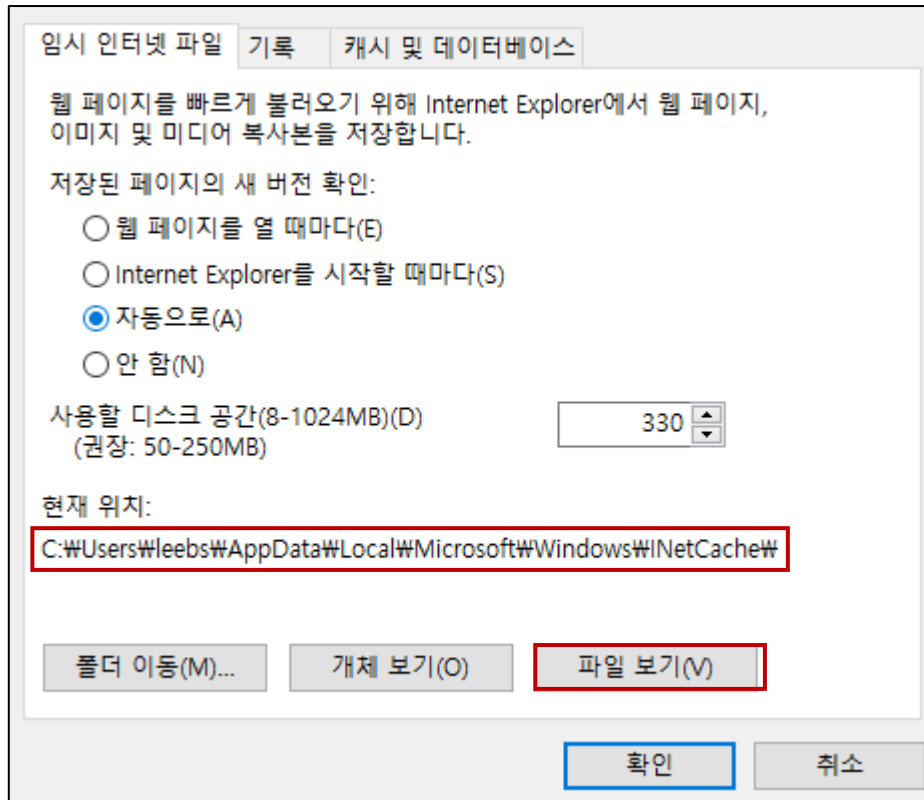 임시 인터넷 파일 기록 캐시 및 데이터베이스
웹 페이지를 빠르게 불러오기 위해 Internet Explorer에서 웹 페이지,
이미지 및 미디어 복사본을 저장합니다.
저장된 페이지의 새 버전 확인:
웹 페이지를 열 때마다(E)
Internet Explorer를 시작할 때마다(S)
자동으로(A)
안 함(N)
사용할 디스크 공간(8-1024MB)(D) 330
(권장: 50-250MB)
현재 위치:
C:₩Users₩leebs₩AppData₩Local₩Microsoft₩Windows₩INetCache₩
폴더 이동(M)... 개체 보기(O) 파일 보기(V)
확인 취소